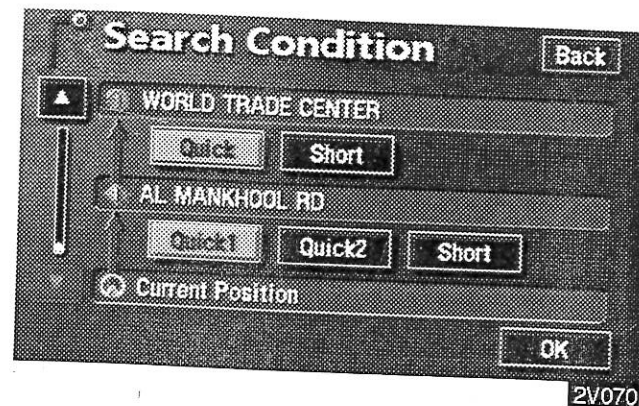 Search Condition Back
WORLD TRADE CENTER
Quick Short
AL MANKHOOL RD
Quick1 Quick2 Short
Current Position
OK
2V070